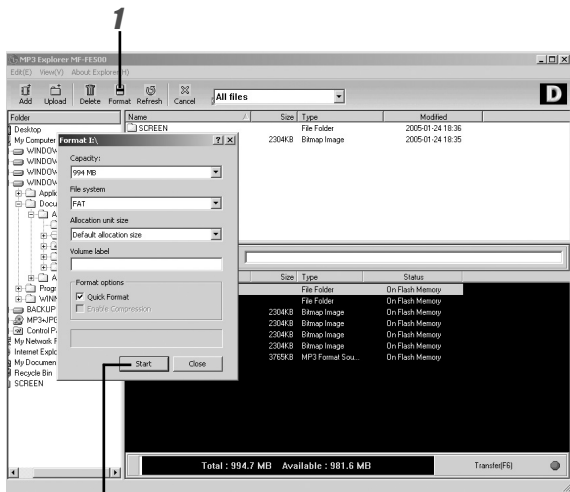 1
MP3 Explorer MF-FE500
Edit(E) View(V) About Explorer(H)
Add Upload Delete Format Refresh Cancel All files D
Folder Name Size Type Modified
Desktop SCREEN File Folder 2005-01-24 18:36
My Computer 2304KB Bitmap Image 2005-01-24 18:35
Format I:\
Capacity:
994 MB
File system
FAT
Allocation unit size
Default allocation size
Volume label
Format options
Quick Format
Enable Compression
Start Close
Size Type Status
File Folder On Flash Memory
File Folder On Flash Memory
2304KB Bitmap Image On Flash Memory
2304KB Bitmap Image On Flash Memory
2304KB Bitmap Image On Flash Memory
2304KB Bitmap Image On Flash Memory
3765KB MP3 Format Sou... On Flash Memory
BACKUP
MP3+JPG
Control P
My Network
Internet Explo
My Documen
Recycle Bin
SCREEN
Total : 994.7 MB Available : 981.6 MB Transfer(F6)